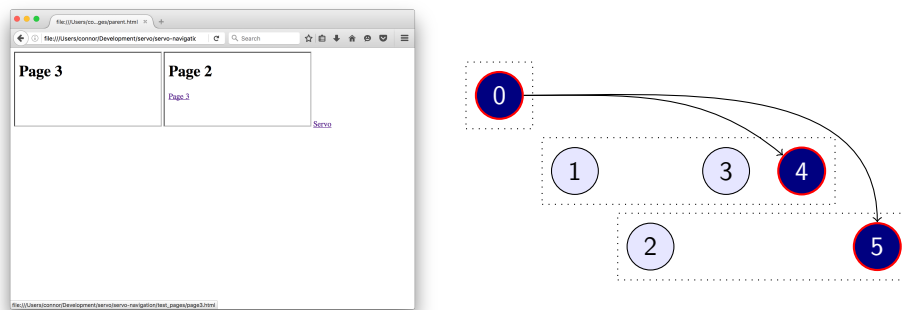 file:///Users/co...ges/parent.html × +
file:///Users/connor/Development/servo/servo-navigatic
Search
Page 3
Page 2
Page 3
Servo
file:///Users/connor/Development/servo/servo-navigation/test_pages/page3.html
0
1
3
4
2
5